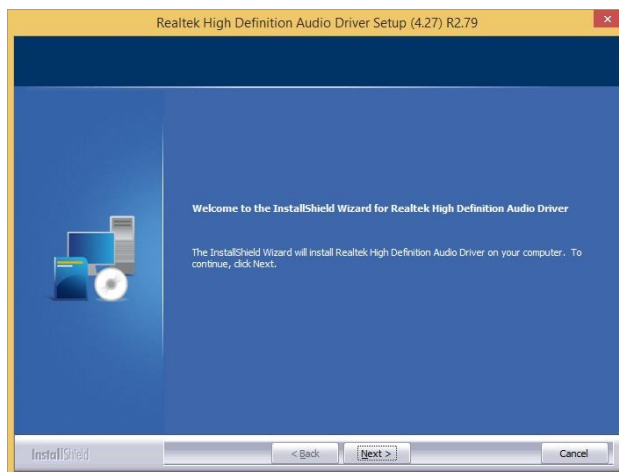 Realtek High Definition Audio Driver Setup (4.27) R2.79
Welcome to the InstallShield Wizard for Realtek High Definition Audio Driver
The InstallShield Wizard will install Realtek High Definition Audio Driver on your computer. To
continue, click Next.
InstallShield
< Back
Next >
Cancel